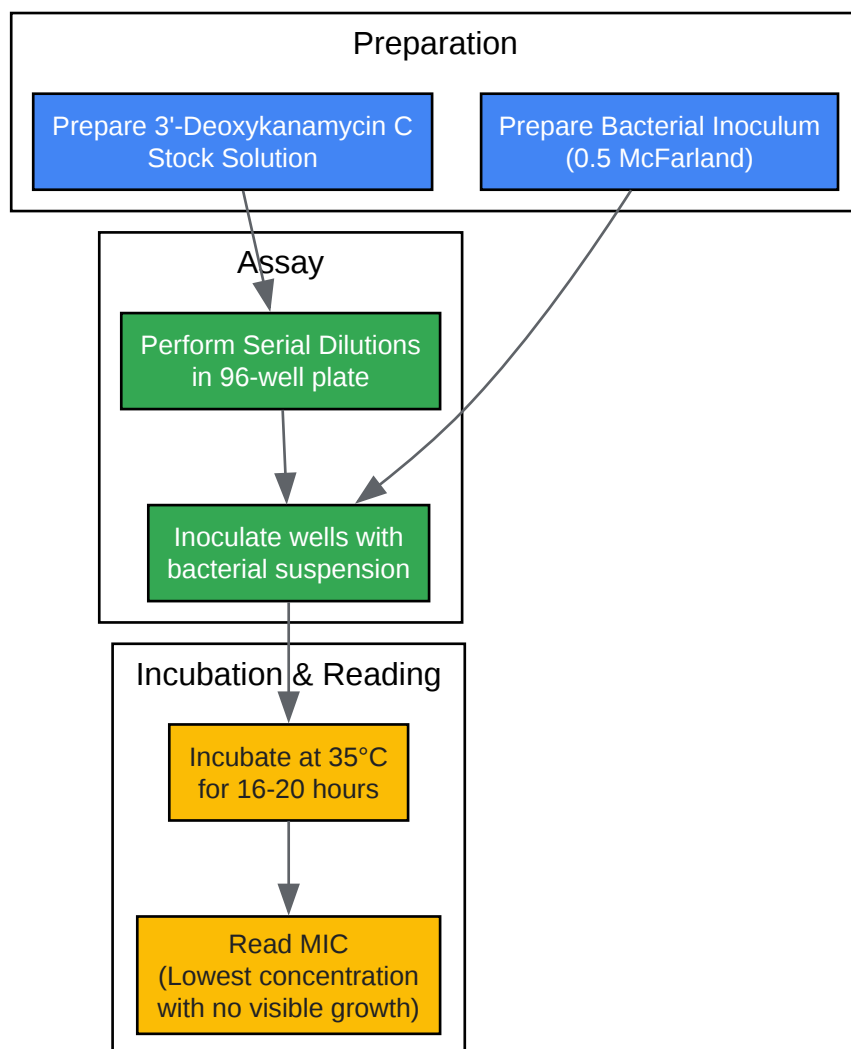 Preparation
Prepare 3'-Deoxykanamycin C
Stock Solution
Prepare Bacterial Inoculum
(0.5 McFarland)
Assay
Perform Serial Dilutions
in 96-well plate
Inoculate wells with
bacterial suspension
Incubation & Reading
Incubate at 35°C
for 16-20 hours
Read MIC
(Lowest concentration
with no visible growth)